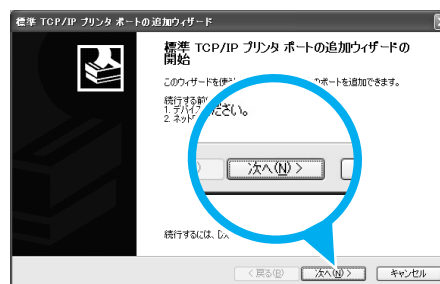 標準 TCP/IP プリンタ ポートの追加ウィザード
標準 TCP/IP プリンタ ポートの追加ウィザードの
開始
このウィザードを使 のポートを追加できます。
続行する前
1. デバイス ださい。
2. ネット
次へ(N) >
続行するには、
< 戻る(B) 次へ(N) > キャンセル